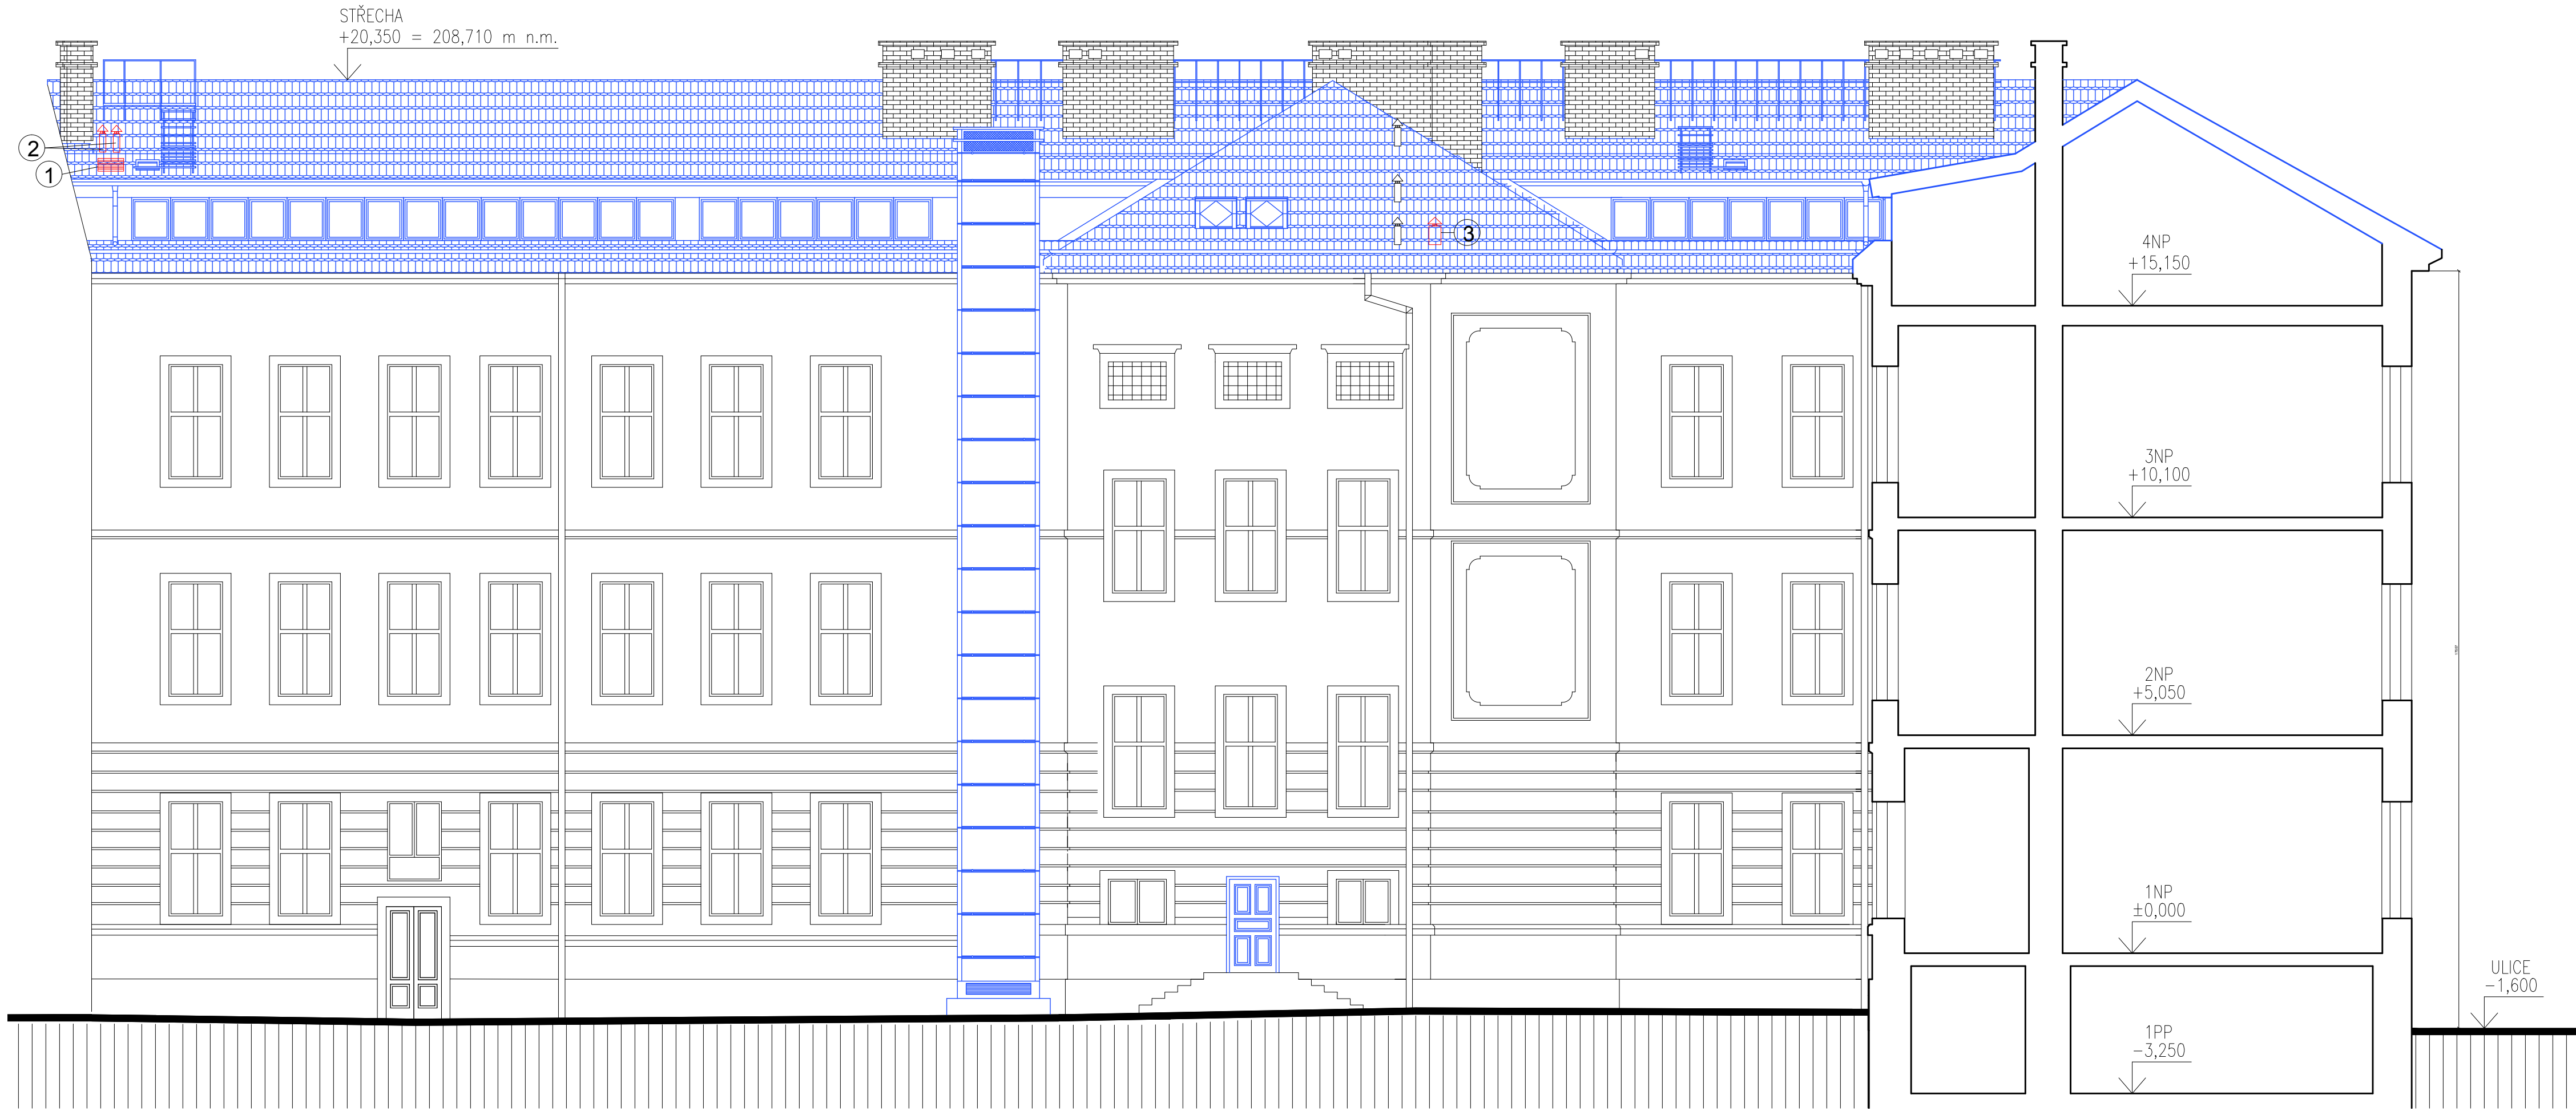 STŘECHA
+20,350 = 208,710 m n.m.
2
1
3
4NP
+15,150
3NP
+10,100
2NP
+5,050
1NP
±0,000
ULICE
-1,600
1PP
-3,250